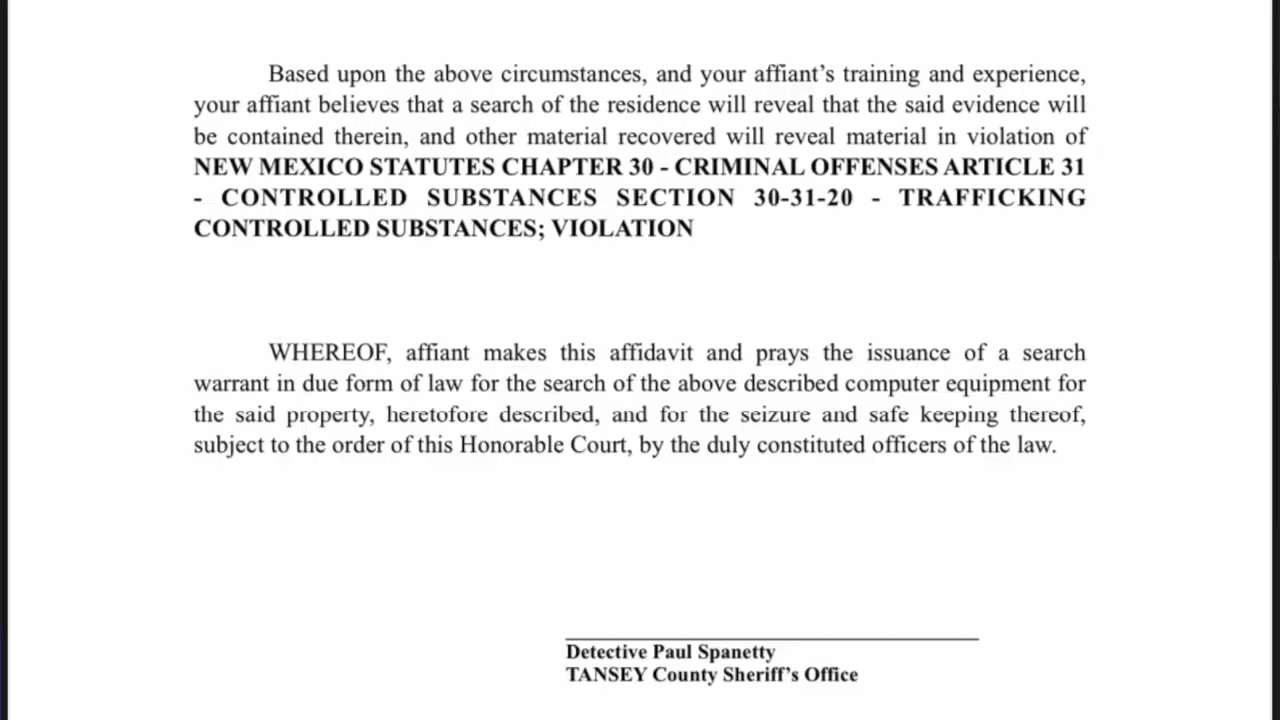 Based upon the above circumstances, and your affiant’s training and experience,
your affiant believes that a search of the residence will reveal that the said evidence will
be contained therein, and other material recovered will reveal material in violation of
NEW MEXICO STATUTES CHAPTER 30 - CRIMINAL OFFENSES ARTICLE 31
- CONTROLLED SUBSTANCES SECTION 30-31-20 - TRAFFICKING
CONTROLLED SUBSTANCES; VIOLATION
WHEREOF, affiant makes this affidavit and prays the issuance of a search
warrant in due form of law for the search of the above described computer equipment for
the said property, heretofore described, and for the seizure and safe keeping thereof,
subject to the order of this Honorable Court, by the duly constituted officers of the law.
Detective Paul Spanetty
TANSEY County Sheriff’s Office